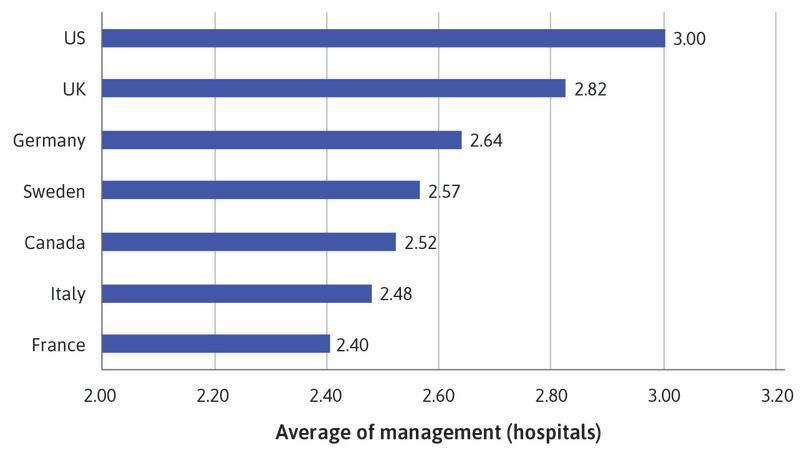 US 3.00
UK 2.82
Germany 2.64
Sweden 2.57
Canada 2.52
Italy 2.48
France 2.40
2.00 2.20 2.40 2.60 2.80 3.00 3.20
Average of management (hospitals)